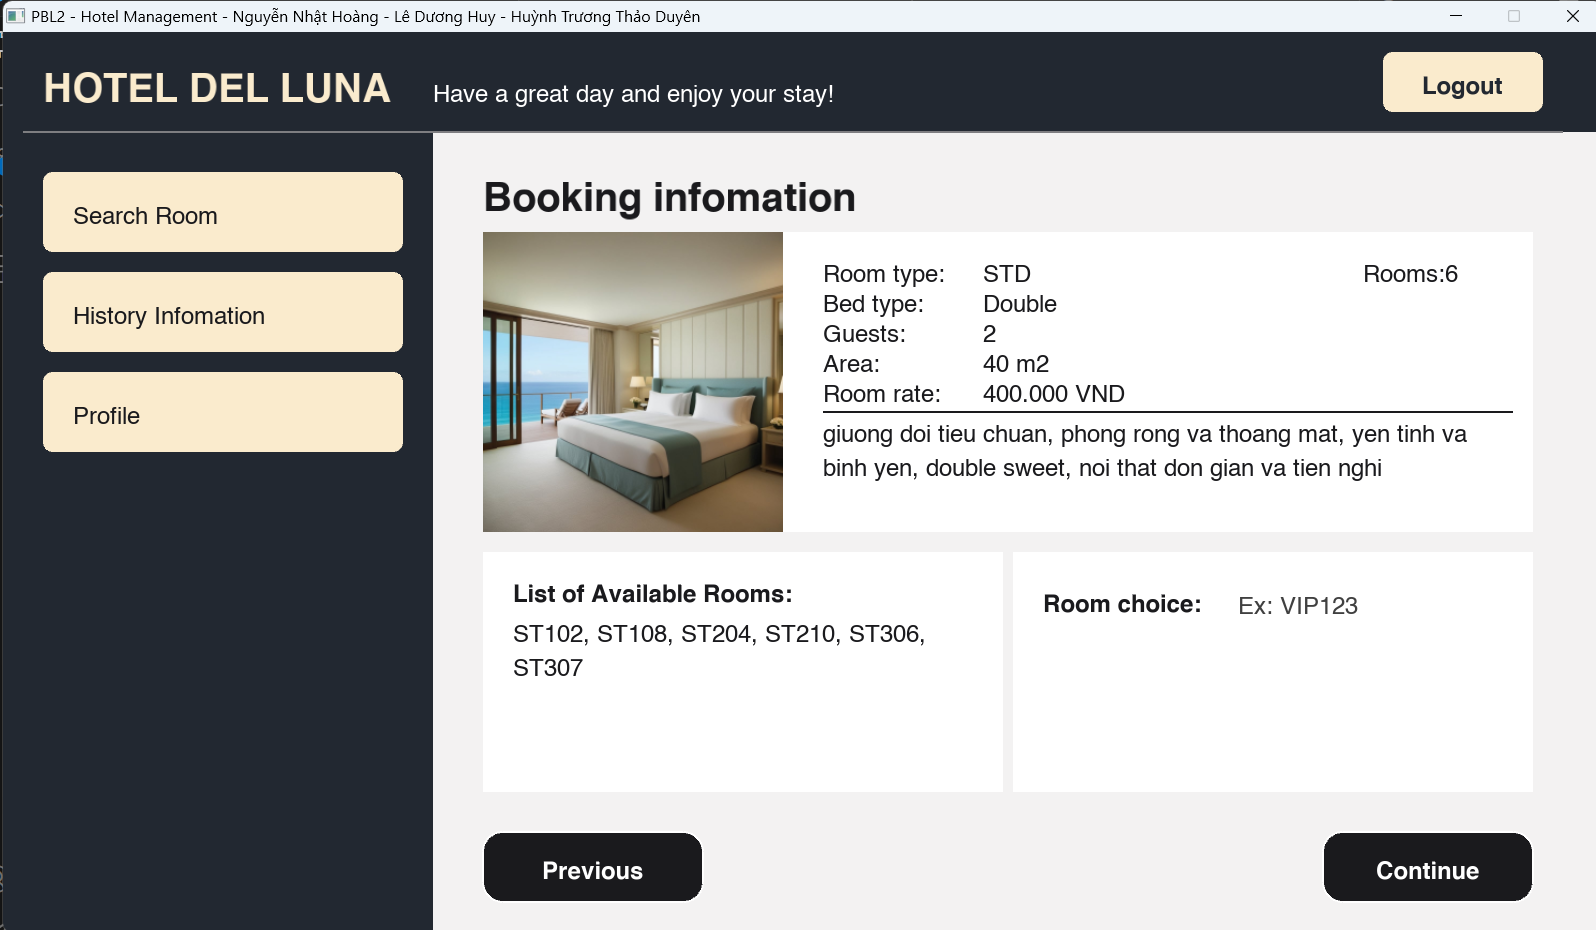 PBL2 - Hotel Management - Nguyễn Nhật Hoàng - Lê Dương Huy - Huỳnh Trương Thảo Duyên
HOTEL DEL LUNA
Have a great day and enjoy your stay!
Logout
Search Room
History Infomation
Profile
Booking infomation
Room type: STD Rooms:6
Bed type: Double
Guests: 2
Area: 40 m2
Room rate: 400.000 VND
giuong doi tieu chuan, phong rong va thoang mat, yen tinh va
binh yen, double sweet, noi that don gian va tien nghi
List of Available Rooms:
ST102, ST108, ST204, ST210, ST306,
ST307
Room choice: Ex: VIP123
Previous
Continue